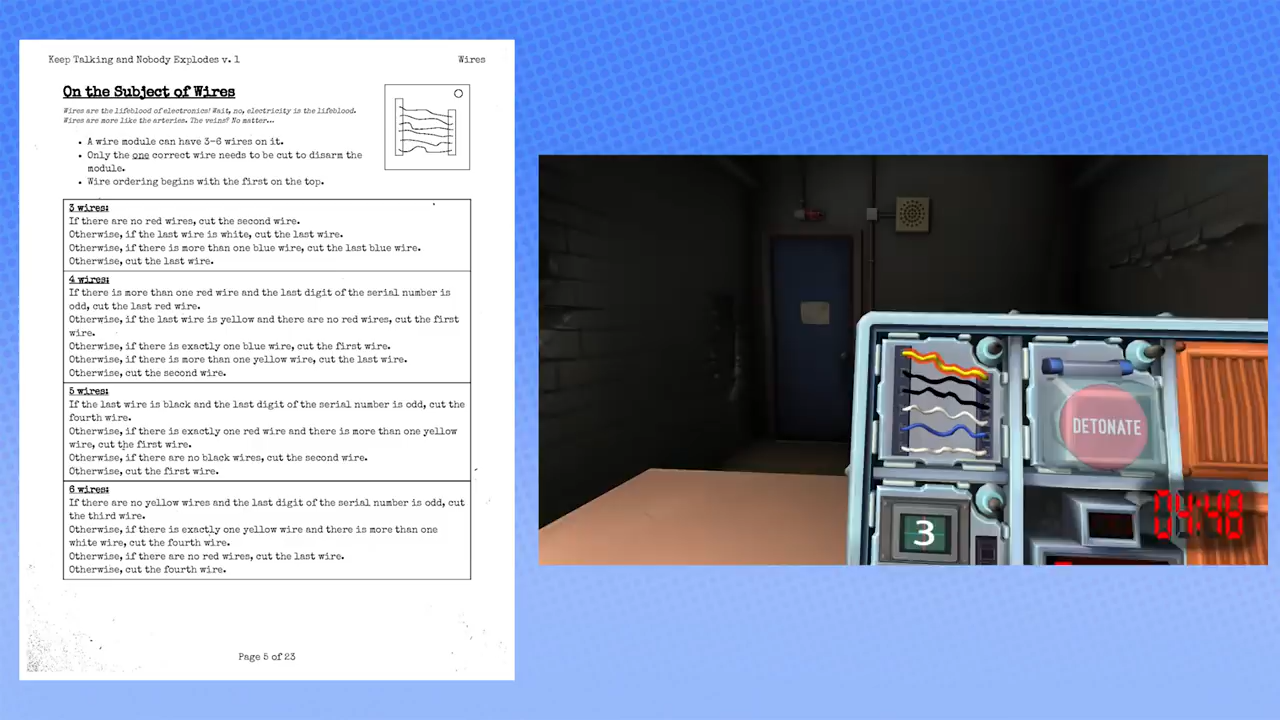 Keep Talking and Nobody Explodes v. 1
Wires
On the Subject of Wires
Wires are the lifeblood of electronics! Wait, no, electricity is the lifeblood.
Wires are more like the arteries. The veins? No matter...
• A wire module can have 3-6 wires on it.
• Only the one correct wire needs to be cut to disarm the
module.
• Wire ordering begins with the first on the top.
3 wires:
If there are no red wires, cut the second wire.
Otherwise, if the last wire is white, cut the last wire.
Otherwise, if there is more than one blue wire, cut the last blue wire.
Otherwise, cut the last wire.
4 wires:
If there is more than one red wire and the last digit of the serial number is
odd, cut the last red wire.
Otherwise, if the last wire is yellow and there are no red wires, cut the first
wire.
Otherwise, if there is exactly one blue wire, cut the first wire.
Otherwise, if there is more than one yellow wire, cut the last wire.
Otherwise, cut the second wire.
5 wires:
If the last wire is black and the last digit of the serial number is odd, cut the
fourth wire.
Otherwise, if there is exactly one red wire and there is more than one yellow
wire, cut the first wire.
Otherwise, if there are no black wires, cut the second wire.
Otherwise, cut the first wire.
6 wires:
If there are no yellow wires and the last digit of the serial number is odd, cut
the third wire.
Otherwise, if there is exactly one yellow wire and there is more than one
white wire, cut the fourth wire.
Otherwise, if there are no red wires, cut the last wire.
Otherwise, cut the fourth wire.
Page 5 of 23
DETONATE
04:48
3